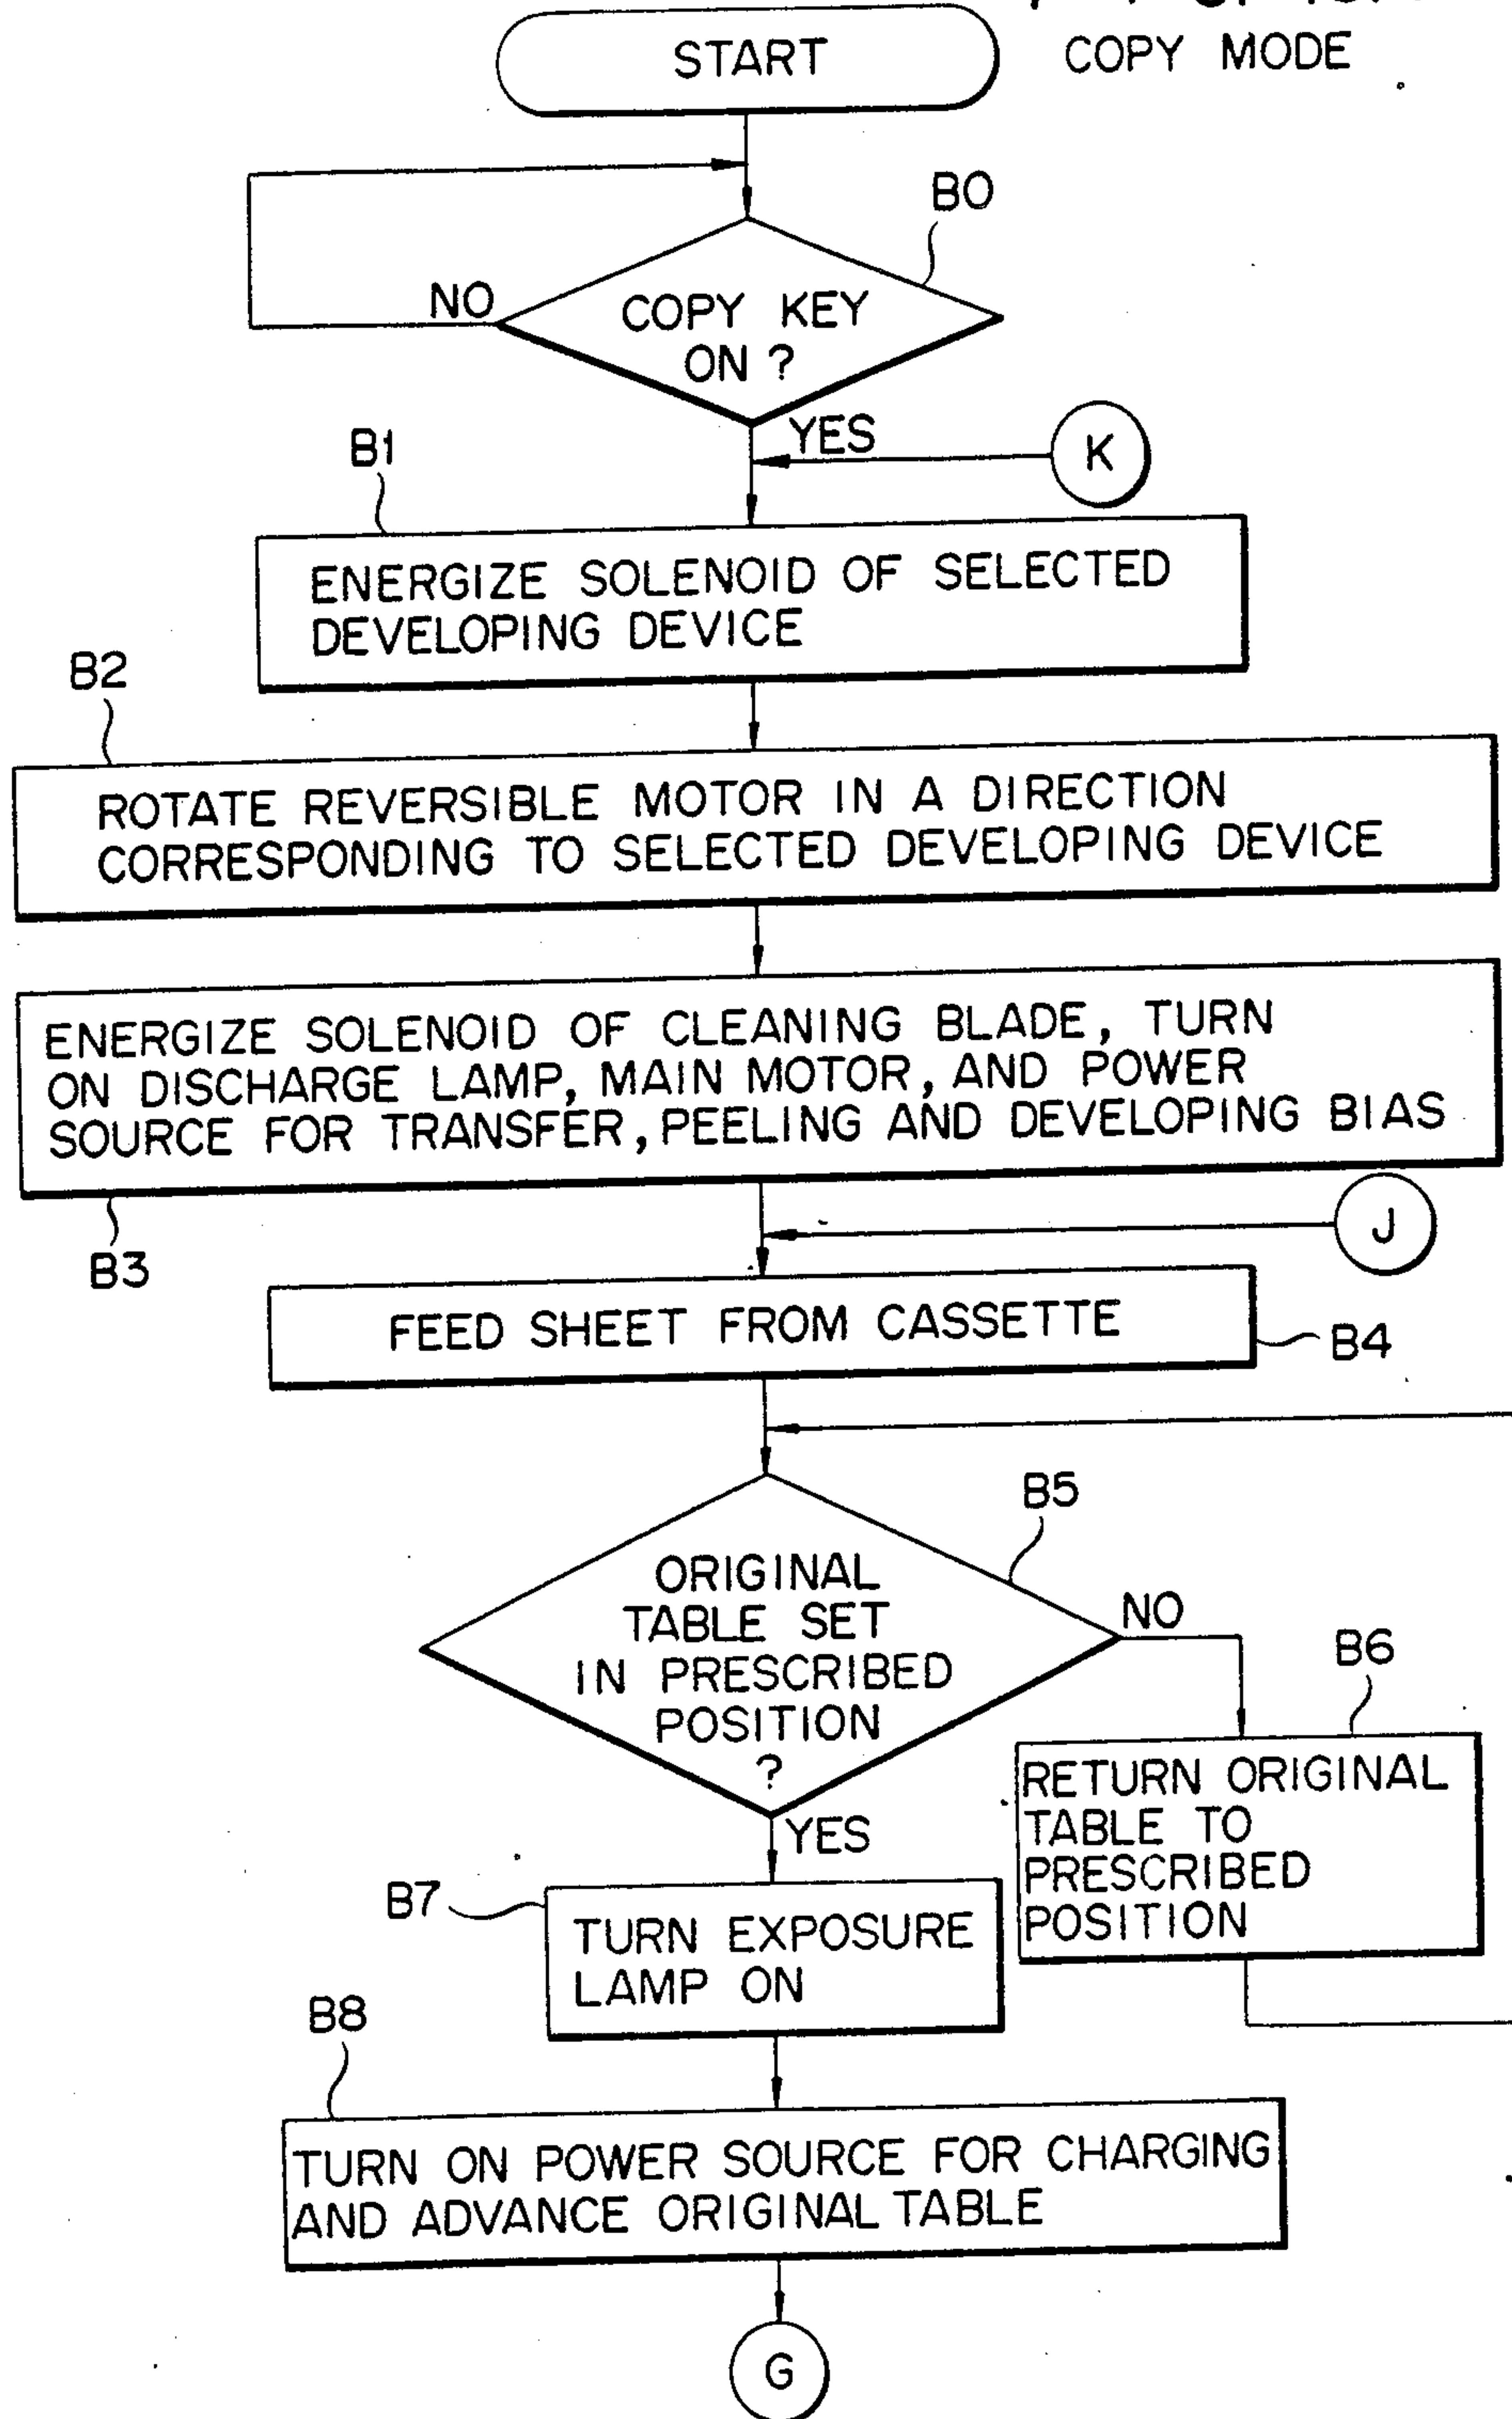 START
COPY MODE
B0
NO
COPY KEY
ON ?
YES
K
B1
ENERGIZE SOLENOID OF SELECTED
DEVELOPING DEVICE
B2
ROTATE REVERSIBLE MOTOR IN A DIRECTION
CORRESPONDING TO SELECTED DEVELOPING DEVICE
ENERGIZE SOLENOID OF CLEANING BLADE, TURN
ON DISCHARGE LAMP, MAIN MOTOR, AND POWER
SOURCE FOR TRANSFER, PEELING AND DEVELOPING BIAS
B3
J
FEED SHEET FROM CASSETTE
B4
B5
ORIGINAL
TABLE SET
IN PRESCRIBED
POSITION
?
NO
B6
RETURN ORIGINAL
TABLE TO
PRESCRIBED
POSITION
YES
B7
TURN EXPOSURE
LAMP ON
B8
TURN ON POWER SOURCE FOR CHARGING
AND ADVANCE ORIGINAL TABLE
G